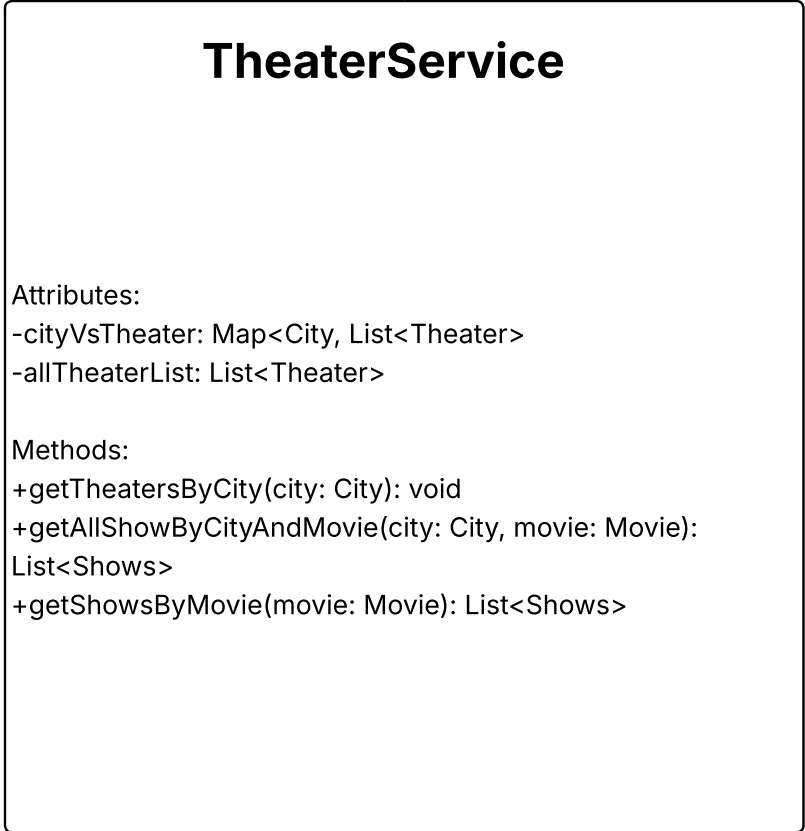 TheaterService
Attributes:
-cityVsTheater: Map<City, List<Theater>
-allTheaterList: List<Theater>
Methods:
+getTheatersByCity(city: City): void
+getAllShowByCityAndMovie(city: City, movie: Movie):
List<Shows>
+getShowsByMovie(movie: Movie): List<Shows>